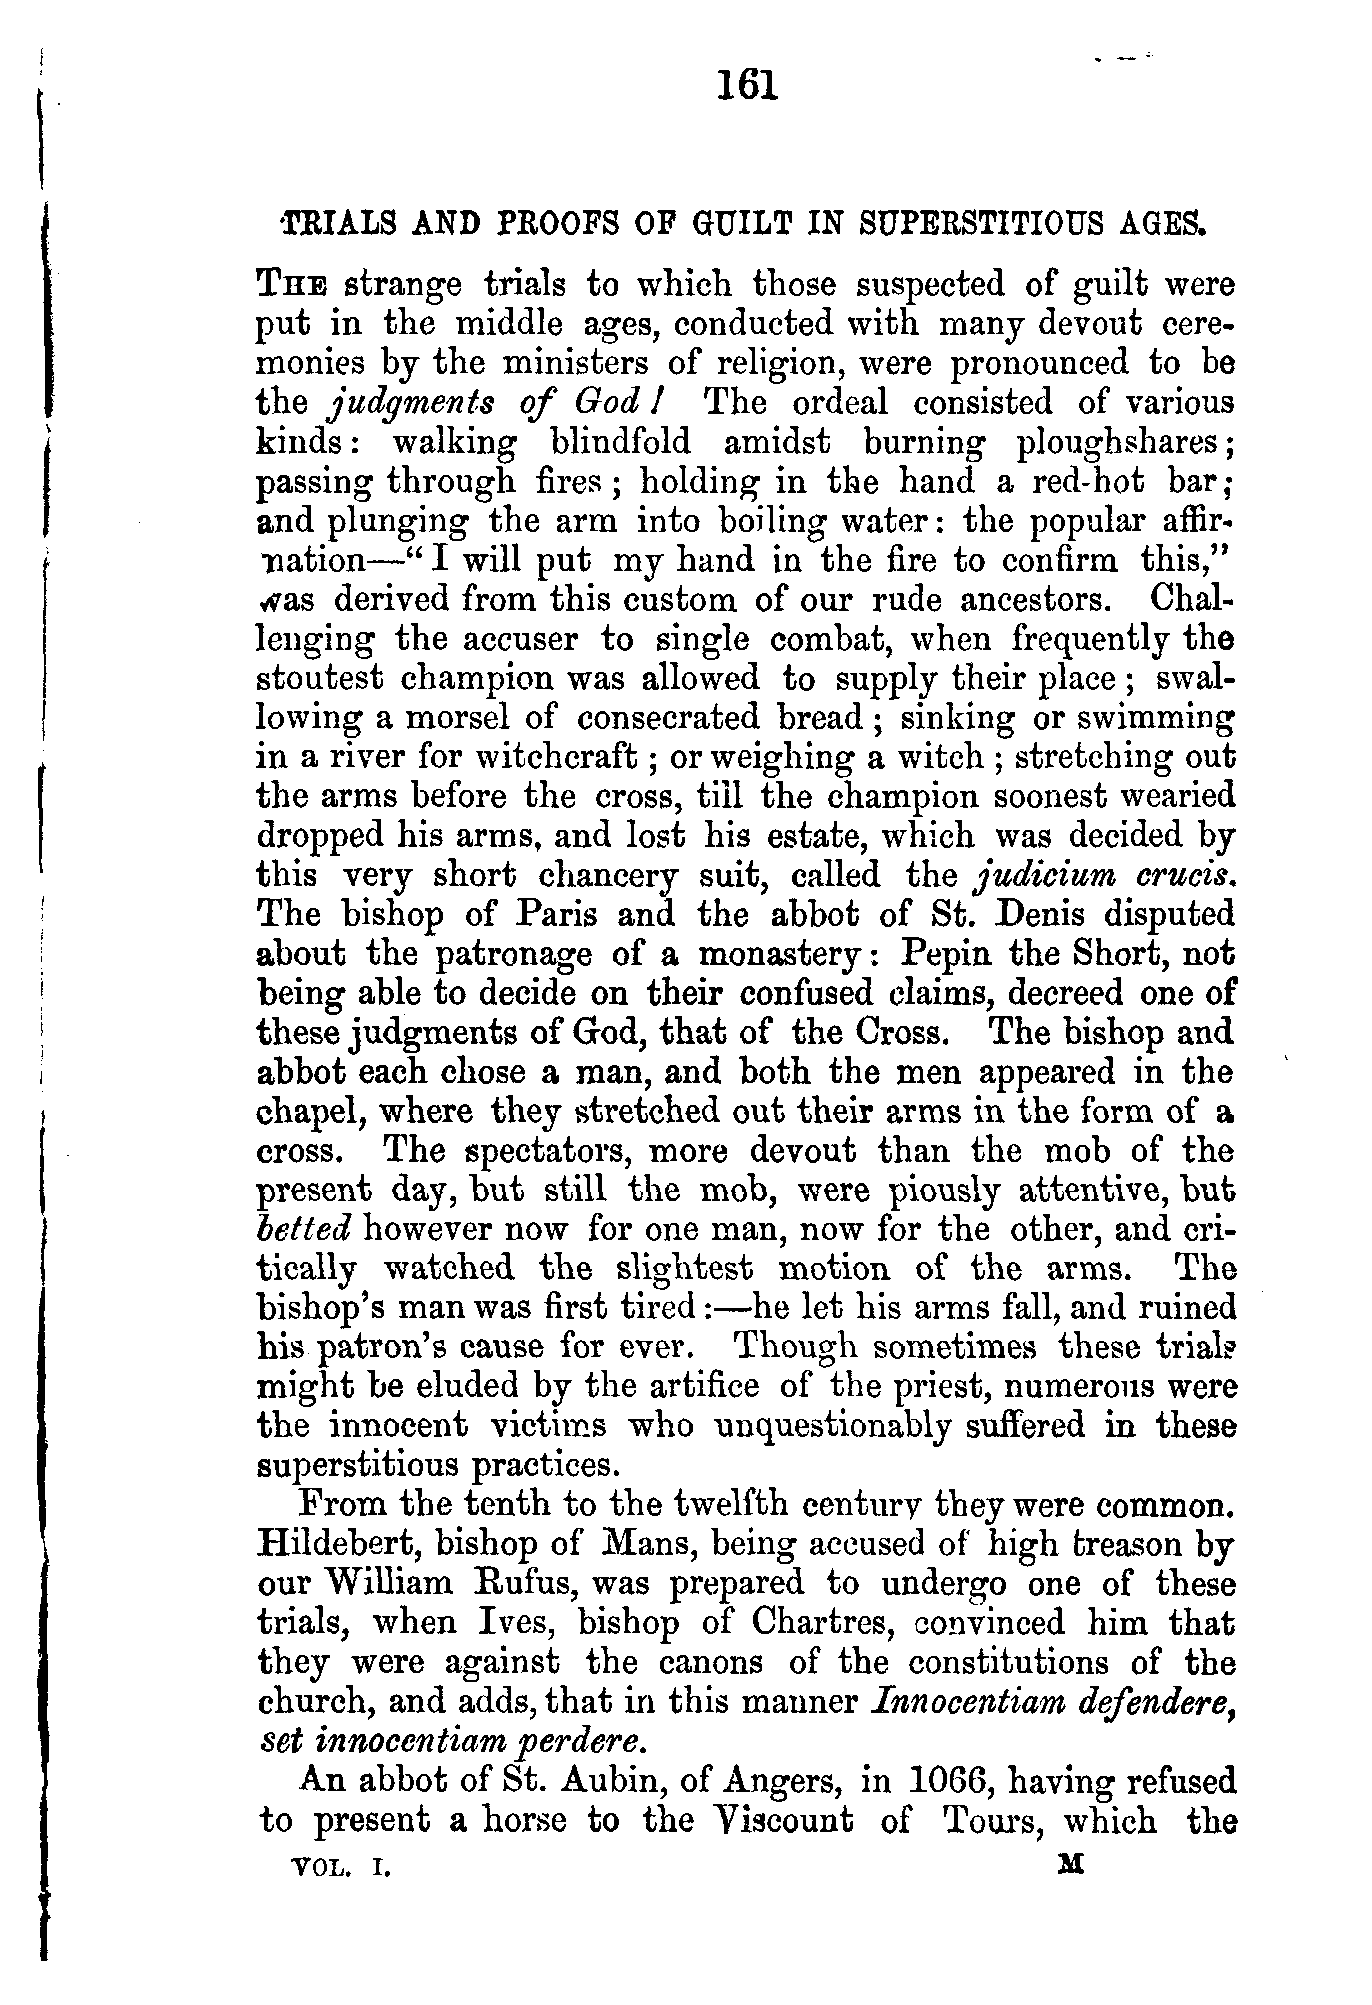 161
TRIALS AND PROOFS OF GUILT IN SUPERSTITIOUS AGES.
THE strange trials to which those suspected of guilt were
put in the middle ages, conducted with many devout cere-
monies by the ministers of religion, were pronounced to be
the judgments of God! The ordeal consisted of various
kinds: walking blindfold amidst burning ploughshares;
passing through fires; holding in the hand a red-hot bar;
and plunging the arm into boiling water: the popular affir-
nation—"I will put my hand in the fire to confirm this,"
was derived from this custom of our rude ancestors. Chal-
lenging the accuser to single combat, when frequently the
stoutest champion was allowed to supply their place; swal-
lowing a morsel of consecrated bread; sinking or swimming
in a river for witchcraft; or weighing a witch; stretching out
the arms before the cross, till the champion soonest wearied
dropped his arms, and lost his estate, which was decided by
this very short chancery suit, called the judicium crucis.
The bishop of Paris and the abbot of St. Denis disputed
about the patronage of a monastery: Pepin the Short, not
being able to decide on their confused claims, decreed one of
these judgments of God, that of the Cross. The bishop and
abbot each chose a man, and both the men appeared in the
chapel, where they stretched out their arms in the form of a
cross. The spectators, more devout than the mob of the
present day, but still the mob, were piously attentive, but
betted however now for one man, now for the other, and cri-
tically watched the slightest motion of the arms. The
bishop's man was first tired:—he let his arms fall, and ruined
his patron's cause for ever. Though sometimes these trials
might be eluded by the artifice of the priest, numerous were
the innocent victims who unquestionably suffered in these
superstitious practices.
From the tenth to the twelfth century they were common.
Hildebert, bishop of Mans, being accused of high treason by
our William Rufus, was prepared to undergo one of these
trials, when Ives, bishop of Chartres, convinced him that
they were against the canons of the constitutions of the
church, and adds, that in this manner Innocentiam defendere,
set innocentiam perdere.
An abbot of St. Aubin, of Angers, in 1066, having refused
to present a horse to the Viscount of Tours, which the
VOL. I. M